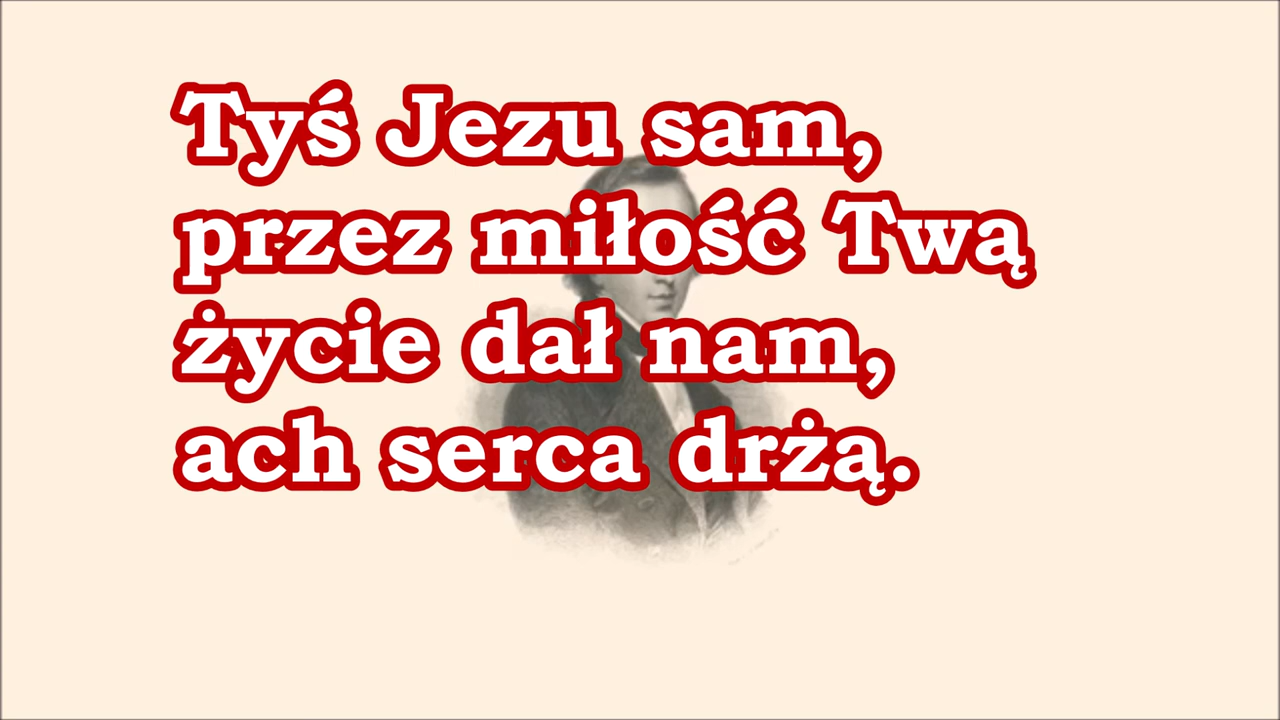 Tyś Jezu sam,
przez miłość Twą
życie dał nam,
ach serca drżą.